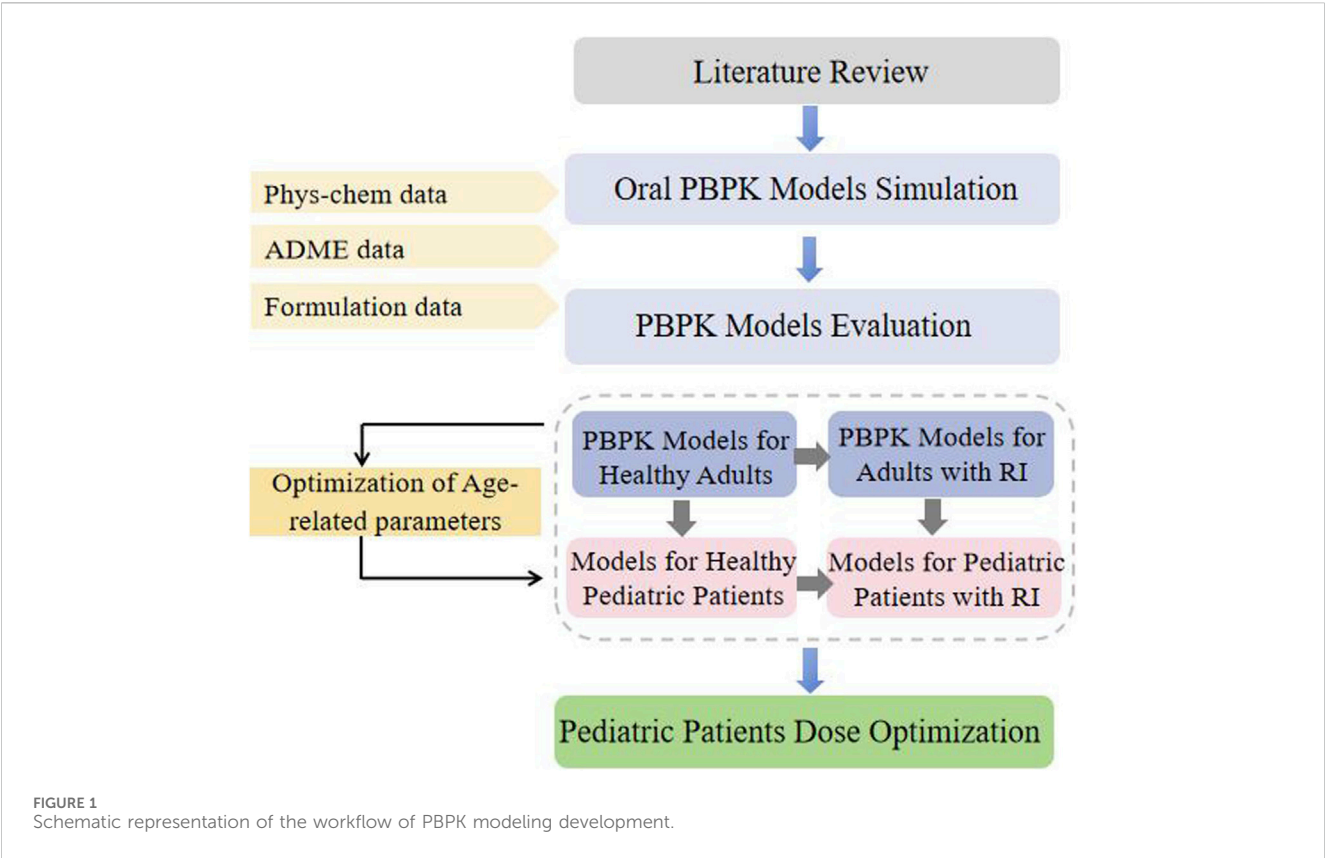 Literature Review
Phys-chem data
Oral PBPK Models Simulation
ADME data
Formulation data
PBPK Models Evaluation
PBPK Models for
Healthy Adults
PBPK Models for
Adults with RI
Optimization of Age-
related parameters
Models for Healthy
Pediatric Patients
Models for Pediatric
Patients with RI
Pediatric Patients Dose Optimization
FIGURE 1
Schematic representation of the workflow of PBPK modeling development.